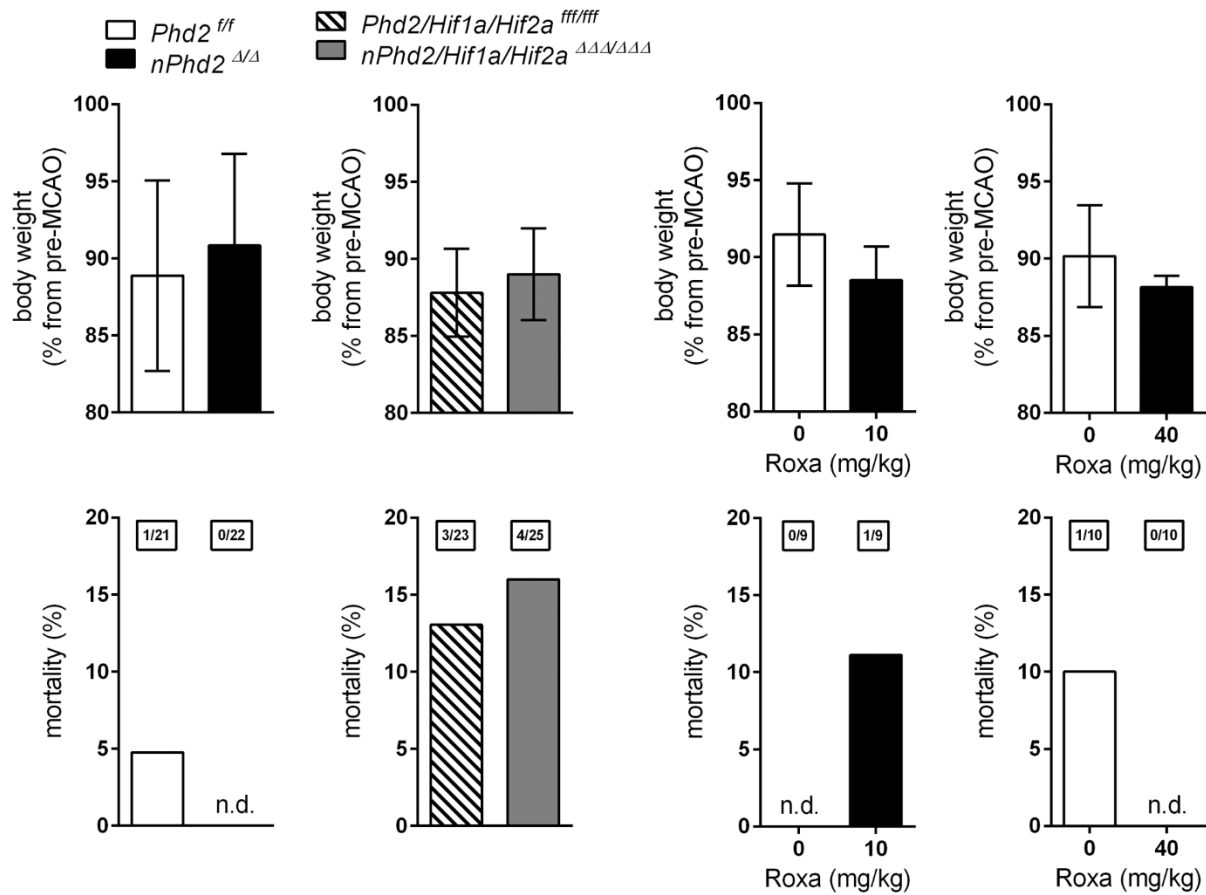 Phd2 f/f
nPhd2 Δ/Δ
Phd2/Hif1a/Hif2a fff/fff
nPhd2/Hif1a/Hif2a ΔΔΔ/ΔΔΔ
body weight
(% from pre-MCAO)
100
95
90
85
80
body weight
(% from pre-MCAO)
100
95
90
85
80
body weight
(% from pre-MCAO)
100
95
90
85
80
0 10
Roxa (mg/kg)
body weight
(% from pre-MCAO)
100
95
90
85
80
0 40
Roxa (mg/kg)
mortality (%)
20
15
10
5
0
1/21 0/22
n.d.
mortality (%)
20
15
10
5
0
3/23 4/25
mortality (%)
20
15
10
5
0
0/9 1/9
n.d.
0 10
Roxa (mg/kg)
mortality (%)
20
15
10
5
0
1/10 0/10
n.d.
0 40
Roxa (mg/kg)